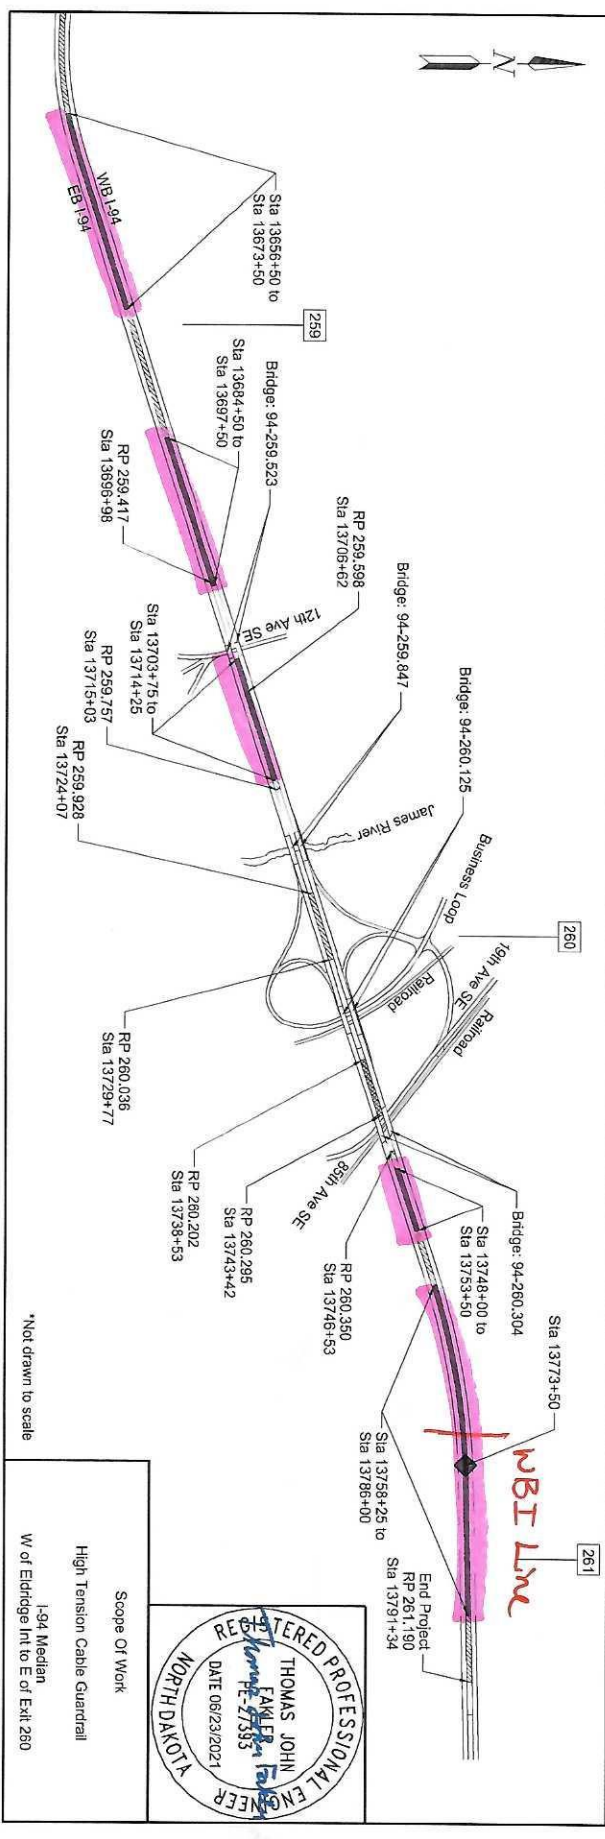 N
WB I-94
EB I-94
Sta 13656+50 to
Sta 13673+50
259
Sta 13684+50 to
Sta 13697+50
RP 259.417
Sta 13696+98
Bridge: 94-259.523
12th Ave SE
RP 259.598
Sta 13706+62
Sta 13703+75 to
Sta 13714+25
RP 259.757
Sta 13715+03
Bridge: 94-259.847
James River
RP 259.928
Sta 13724+07
Bridge: 94-260.125
Business Loop
260
Railroad
19th Ave SE
Railroad
RP 260.036
Sta 13729+77
RP 260.202
Sta 13738+53
85th Ave SE
RP 260.295
Sta 13743+42
RP 260.350
Sta 13746+53
Bridge: 94-260.304
Sta 13748+00 to
Sta 13753+50
Sta 13758+25 to
Sta 13786+00
Sta 13773+50
WBI Line
261
End Project
RP 261.190
Sta 13791+34
*Not drawn to scale
REGISTERED PROFESSIONAL ENGINEER
THOMAS JOHN
FAKLER
PE-27393
Thomas John Fakler
DATE 06/23/2021
NORTH DAKOTA
Scope Of Work
High Tension Cable Guardrail
I-94 Median
W of Eldridge Int to E of Exit 260